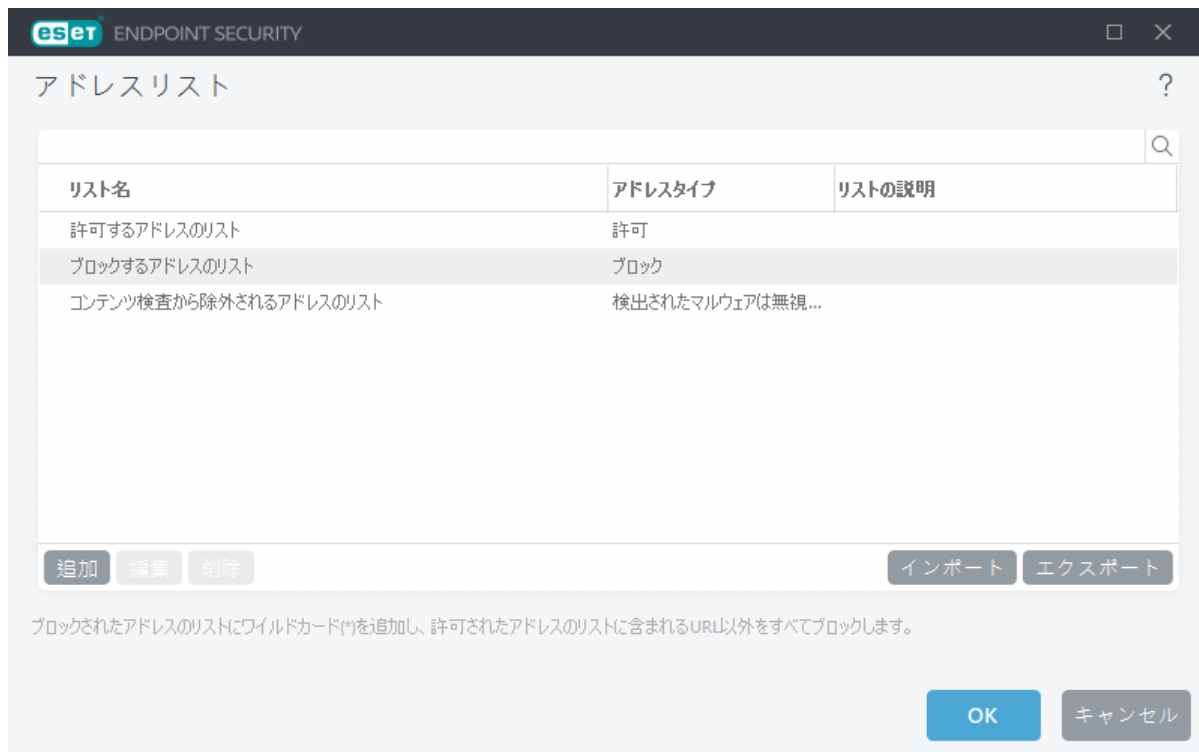 eset ENDPOINT SECURITY
アドレスリスト
?
リスト名 アドレスタイプ リストの説明
許可するアドレスのリスト 許可
ブロックするアドレスのリスト ブロック
コンテンツ検査から除外されるアドレスのリスト 検出されたマルウェアは無視...
追加 編集 削除 インポート エクスポート
ブロックされたアドレスのリストにワイルドカード(*)を追加し、許可されたアドレスのリストに含まれるURL以外をすべてブロックします。
OK キャンセル